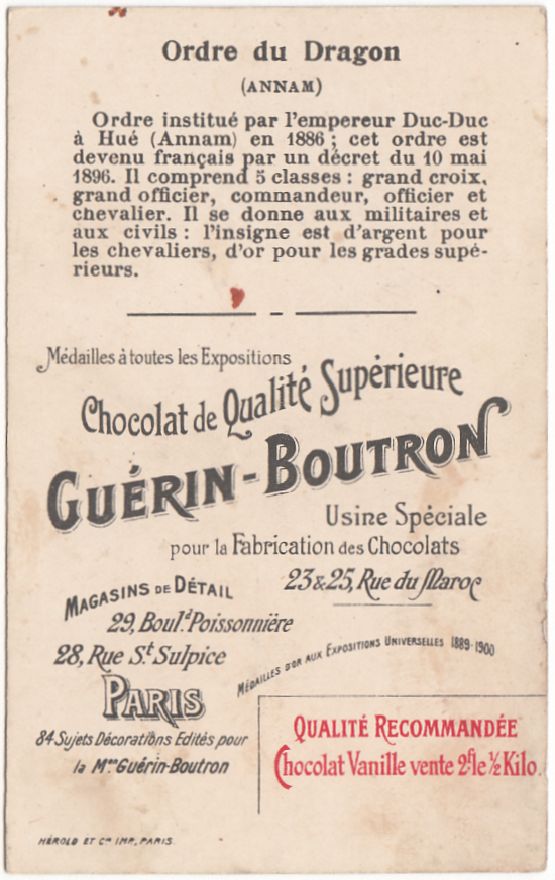 Ordre du Dragon
(ANNAM)
Ordre institué par l'empereur Duc-Duc
à Hué (Annam) en 1886 ; cet ordre est
devenu français par un décret du 10 mai
1896. Il comprend 5 classes : grand croix,
grand officier, commandeur, officier et
chevalier. Il se donne aux militaires et
aux civils : l'insigne est d'argent pour
les chevaliers, d'or pour les grades supé-
rieurs.
Médailles à toutes les Expositions
Chocolat de Qualité Supérieure
GUÉRIN-BOUTRON
Usine Spéciale
pour la Fabrication des Chocolats
23 & 25, Rue du Maroc
MAGASINS DE DÉTAIL
29, Boul.d Poissonnière
28, Rue St Sulpice
PARIS
MÉDAILLES D'OR AUX EXPOSITIONS UNIVERSELLES 1889-1900
84 Sujets Décorations Edités pour
la Mon Guérin-Boutron
QUALITÉ RECOMMANDÉE
Chocolat Vanille vente 2f le ½ Kilo.
HÉROLD ET Cie IMP, PARIS